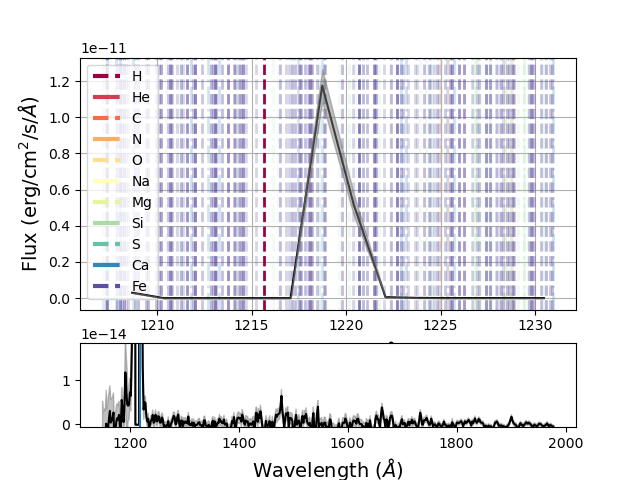 1e−11
Flux (erg/cm²/s/Å)
1.2
1.0
0.8
0.6
0.4
0.2
0.0
H
He
C
N
O
Na
Mg
Si
S
Ca
Fe
1210 1215 1220 1225 1230
1e−14
1
0
1200 1400 1600 1800 2000
Wavelength (Å)